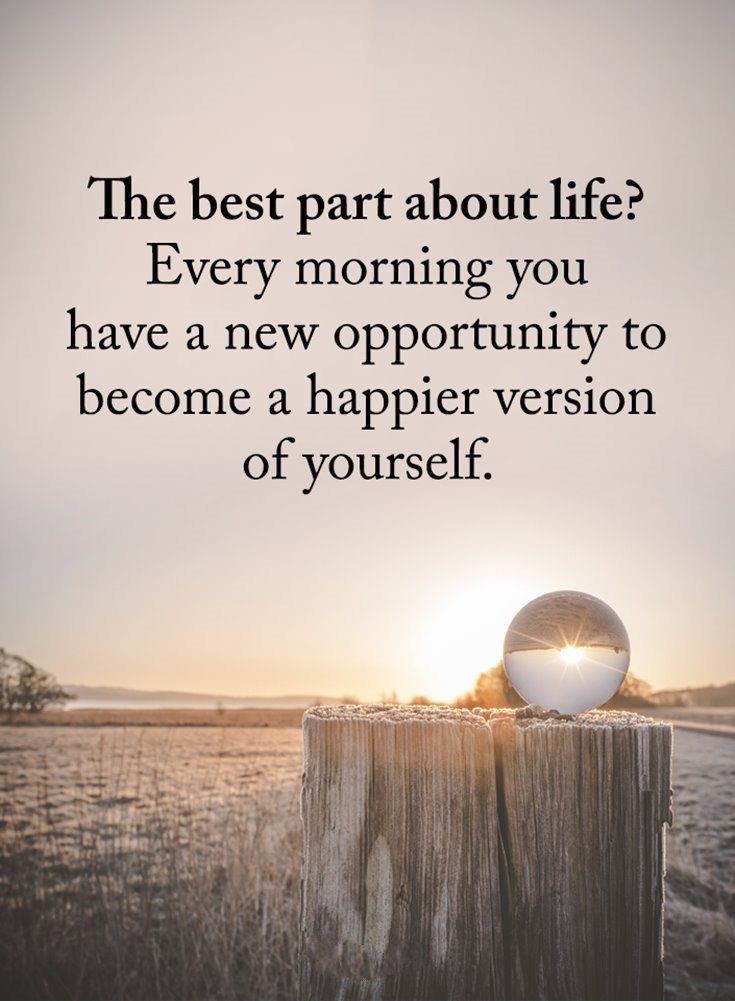 The best part about life?
Every morning you
have a new opportunity to
become a happier version
of yourself.